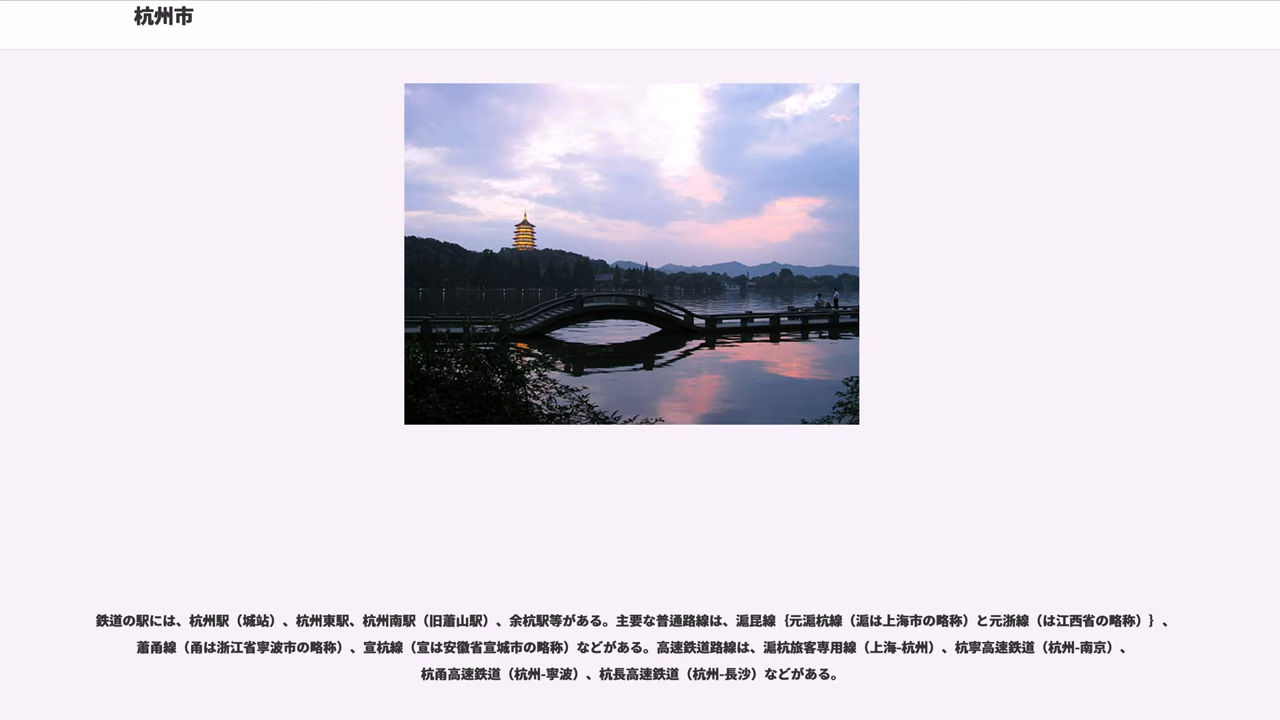 杭州市
鉄道の駅には、杭州駅（城站）、杭州東駅、杭州南駅（旧蕭山駅）、余杭駅等がある。主要な普通路線は、滬昆線｛元滬杭線（滬は上海市の略称）と元浙線（は江西省の略称）｝、
蕭甬線（甬は浙江省寧波市の略称）、宣杭線（宣は安徽省宣城市の略称）などがある。高速鉄道路線は、滬杭旅客専用線（上海-杭州）、杭寧高速鉄道（杭州-南京）、
杭甬高速鉄道（杭州-寧波）、杭長高速鉄道（杭州-長沙）などがある。